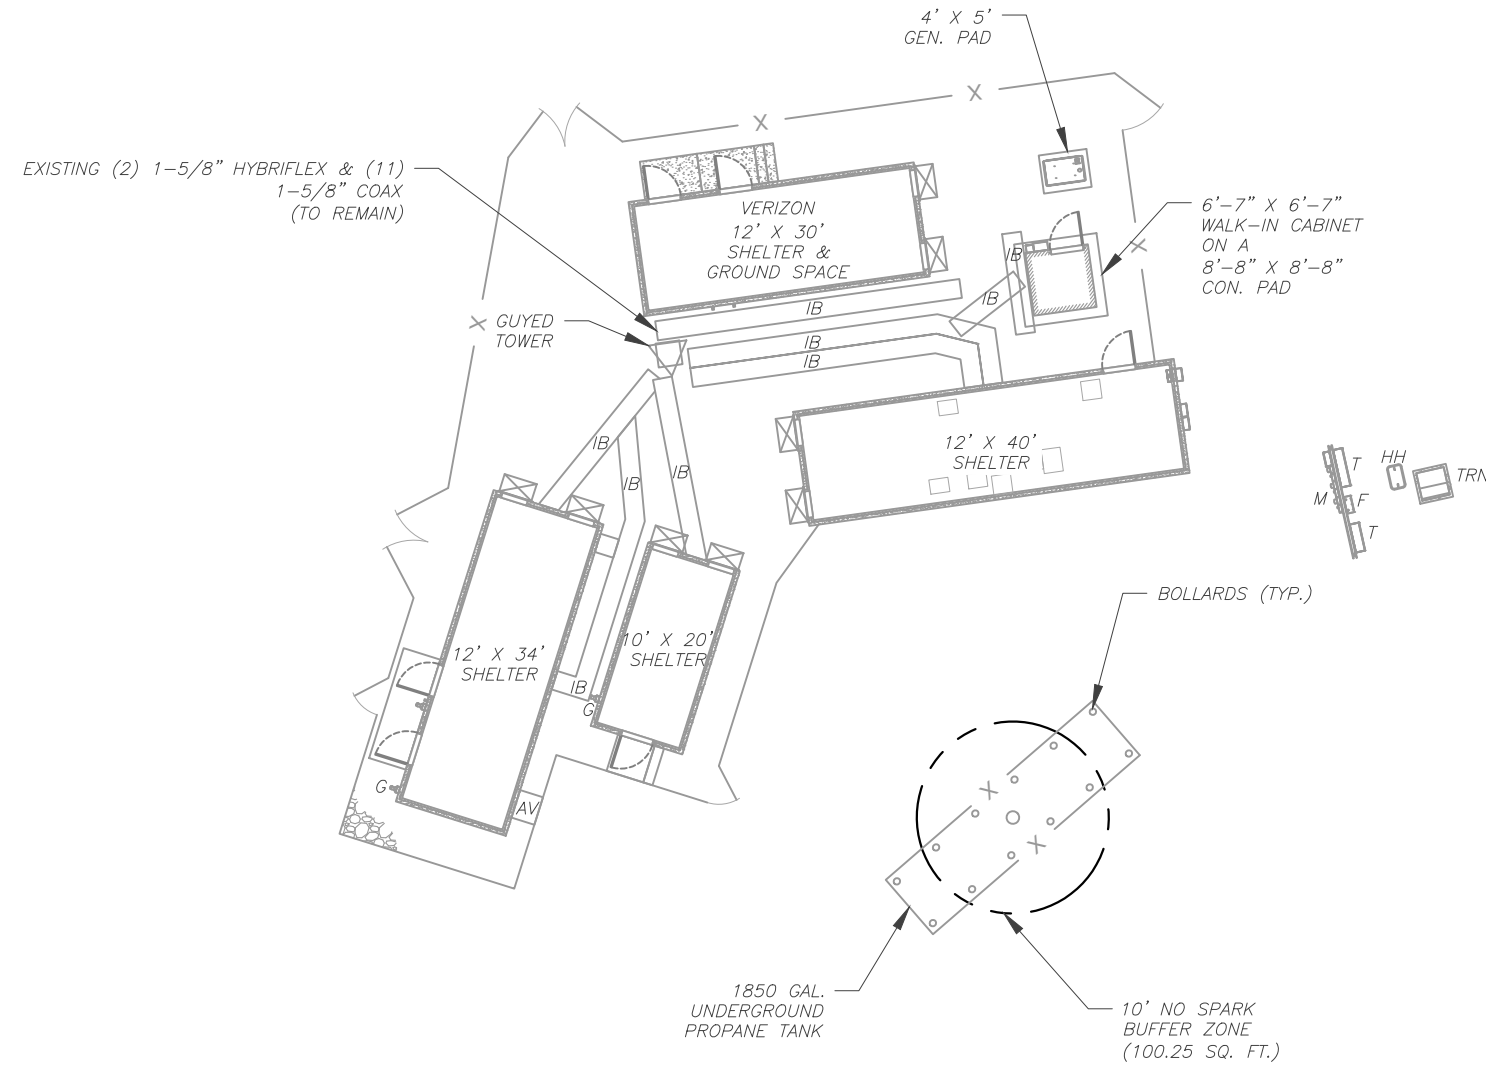 4’ X 5’
GEN. PAD
X
X
EXISTING (2) 1-5/8” HYBRIFLEX & (11)
1-5/8” COAX
(TO REMAIN)
VERIZON
12’ X 30’
SHELTER &
GROUND SPACE
6’-7” X 6’-7”
WALK-IN CABINET
ON A
8’-8” X 8’-8”
CON. PAD
X
IB
IB
IB
X
GUYED
TOWER
IB
IB
12’ X 40’
SHELTER
IB
IB
IB
T
HH
TRN
M
F
T
BOLLARDS (TYP.)
12’ X 34’
SHELTER
10’ X 20’
SHELTER
IB
G
G
AV
X
X
1850 GAL.
UNDERGROUND
PROPANE TANK
10’ NO SPARK
BUFFER ZONE
(100.25 SQ. FT.)